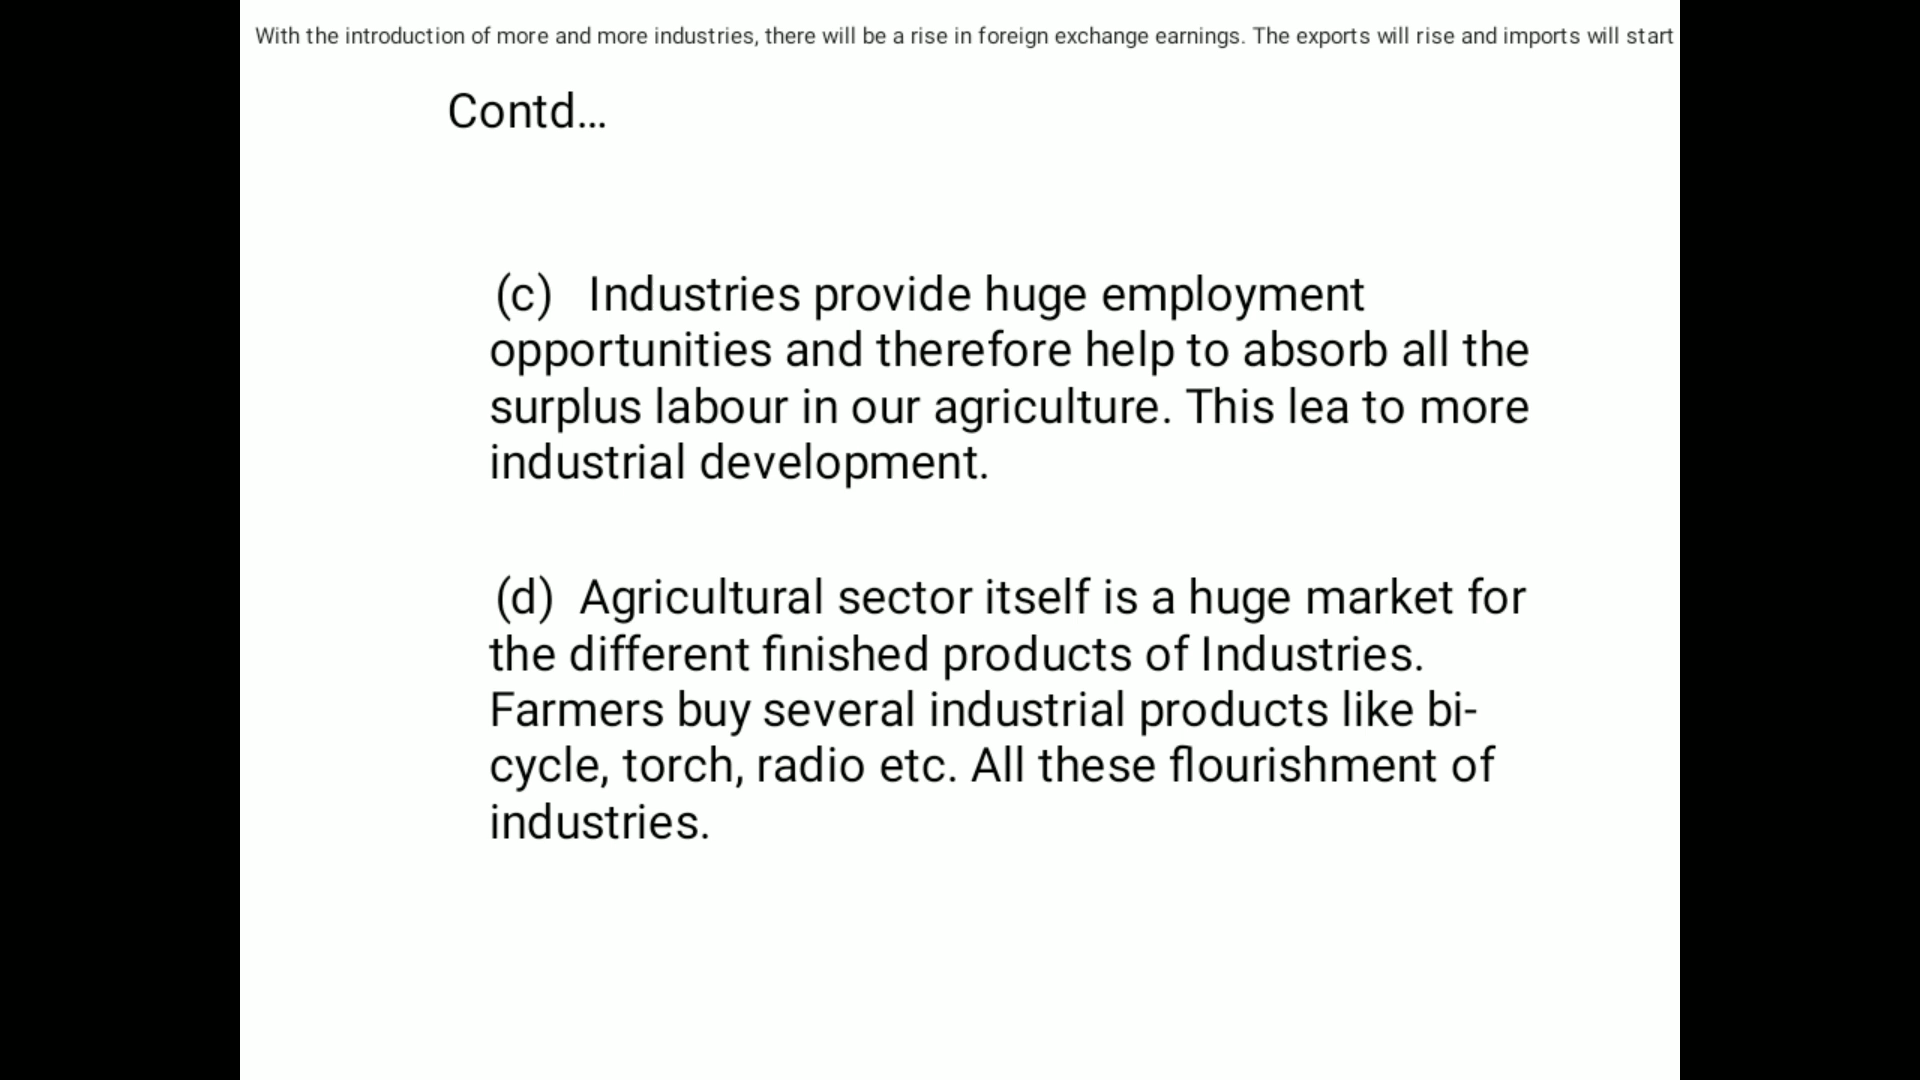 With the introduction of more and more industries, there will be a rise in foreign exchange earnings. The exports will rise and imports will start
Contd...
(c) Industries provide huge employment
opportunities and therefore help to absorb all the
surplus labour in our agriculture. This lea to more
industrial development.
(d) Agricultural sector itself is a huge market for
the different finished products of Industries.
Farmers buy several industrial products like bi-
cycle, torch, radio etc. All these flourishment of
industries.